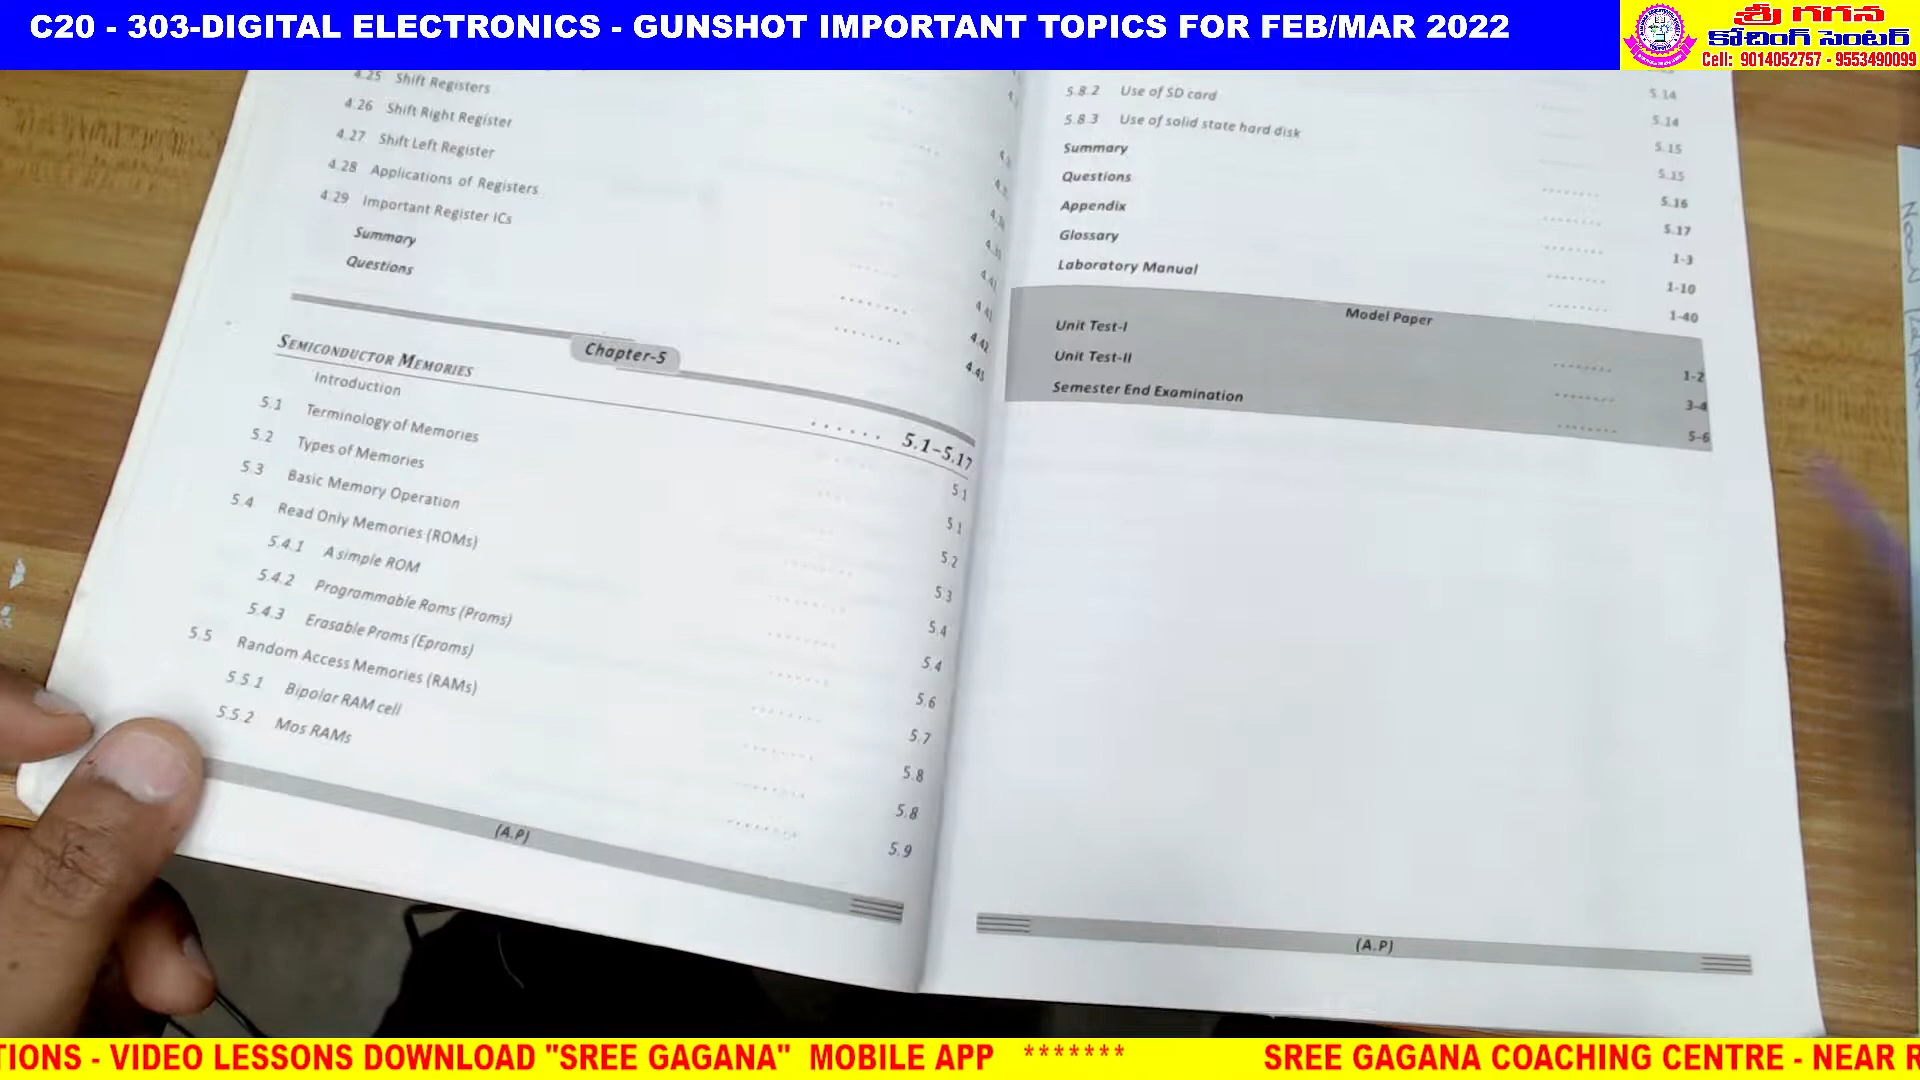 C20 - 303-DIGITAL ELECTRONICS - GUNSHOT IMPORTANT TOPICS FOR FEB/MAR 2022
శ్రీ గగన
కోచింగ్ సెంటర్
Cell: 9014052757 - 9553490099
4.25 Shift Registers
4.26 Shift Right Register
4.27 Shift Left Register
4.28 Applications of Registers
4.29 Important Register ICs
Summary
Questions
4.41
4.42
4.45
Chapter-5
SEMICONDUCTOR MEMORIES ...... 5.1–5.17
Introduction 5.1
5.1 Terminology of Memories 5.1
5.2 Types of Memories 5.2
5.3 Basic Memory Operation 5.3
5.4 Read Only Memories (ROMs) 5.4
5.4.1 A simple ROM 5.4
5.4.2 Programmable Roms (Proms) 5.6
5.4.3 Erasable Proms (Eproms) 5.7
5.5 Random Access Memories (RAMs) 5.8
5.5.1 Bipolar RAM cell 5.8
5.5.2 Mos RAMs 5.9
(A.P)
5.8.2 Use of SD card 5.14
5.8.3 Use of solid state hard disk 5.14
Summary 5.15
Questions 5.15
Appendix 5.16
Glossary 5.17
Laboratory Manual 1-3
1-10
1-40
Model Paper
Unit Test-I 1-2
Unit Test-II 3-4
Semester End Examination 5-6
(A.P)
TIONS - VIDEO LESSONS DOWNLOAD "SREE GAGANA" MOBILE APP ******* SREE GAGANA COACHING CENTRE - NEAR R